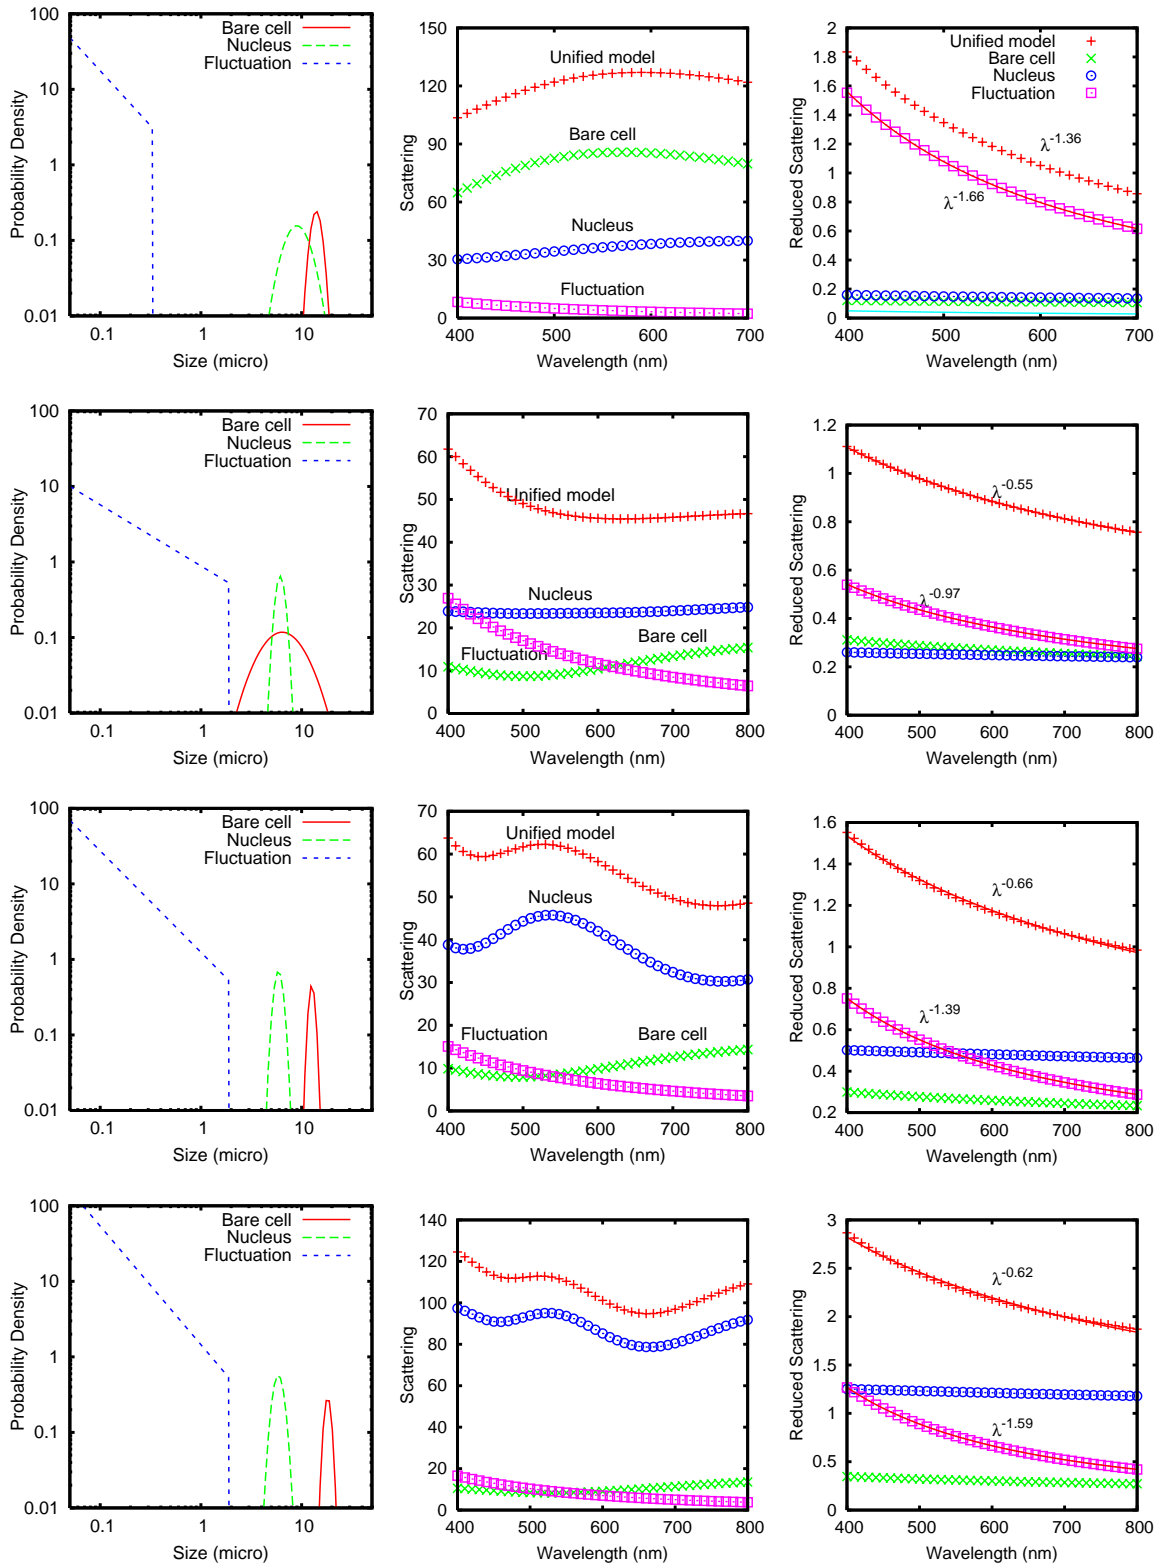 100
10
1
0.1
0.01
Probability Density
Bare cell
Nucleus
Fluctuation
0.1 1 10
Size (micro)
150
120
90
60
30
0
Scattering
Unified model
Bare cell
Nucleus
Fluctuation
400 500 600 700
Wavelength (nm)
2
1.8
1.6
1.4
1.2
1
0.8
0.6
0.4
0.2
0
Reduced Scattering
Unified model
Bare cell
Nucleus
Fluctuation
λ-1.36
λ-1.66
400 500 600 700
Wavelength (nm)
100
10
1
0.1
0.01
Probability Density
Bare cell
Nucleus
Fluctuation
0.1 1 10
Size (micro)
70
60
50
40
30
20
10
0
Scattering
Unified model
Nucleus
Bare cell
Fluctuation
400 500 600 700 800
Wavelength (nm)
1.2
1
0.8
0.6
0.4
0.2
0
Reduced Scattering
λ-0.55
λ-0.97
400 500 600 700 800
Wavelength (nm)
100
10
1
0.1
0.01
Probability Density
Bare cell
Nucleus
Fluctuation
0.1 1 10
Size (micro)
70
60
50
40
30
20
10
0
Scattering
Unified model
Nucleus
Fluctuation
Bare cell
400 500 600 700 800
Wavelength (nm)
1.6
1.4
1.2
1
0.8
0.6
0.4
0.2
Reduced Scattering
λ-0.66
λ-1.39
400 500 600 700 800
Wavelength (nm)
100
10
1
0.1
0.01
Probability Density
Bare cell
Nucleus
Fluctuation
0.1 1 10
Size (micro)
140
120
100
80
60
40
20
0
Scattering
400 500 600 700 800
Wavelength (nm)
3
2.5
2
1.5
1
0.5
0
Reduced Scattering
λ-0.62
λ-1.59
400 500 600 700 800
Wavelength (nm)